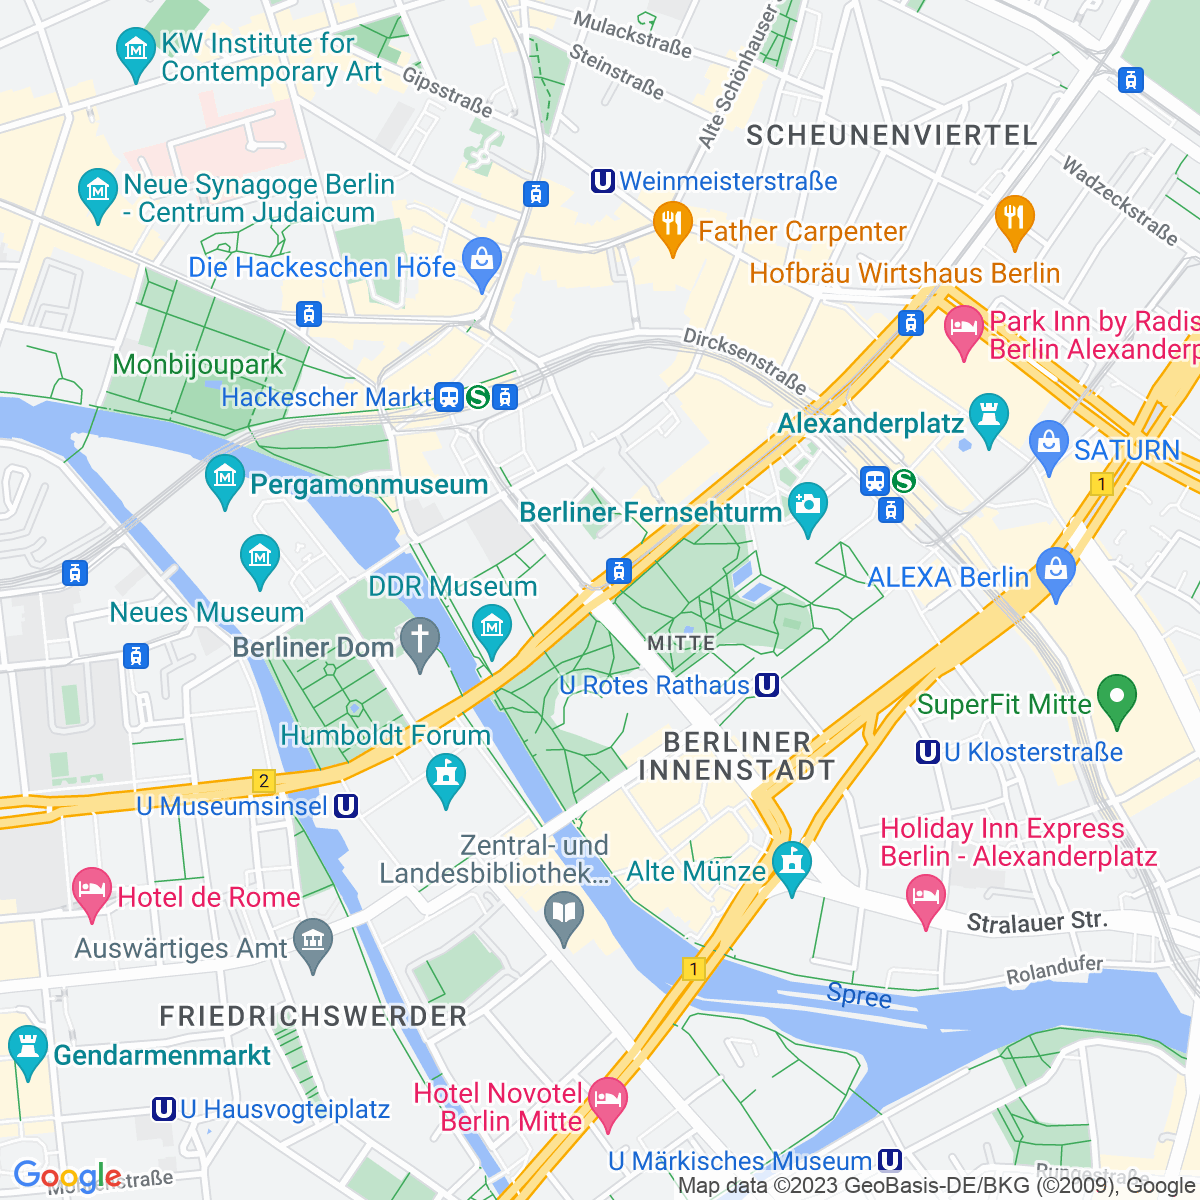 Mulackstraße
KW Institute for
Contemporary Art
Steinstraße
Gipsstraße
Alte Schönhauser
SCHEUNENVIERTEL
Wadzeckstraße
Neue Synagoge Berlin
- Centrum Judaicum
U Weinmeisterstraße
Father Carpenter
Die Hackeschen Höfe
Hofbräu Wirtshaus Berlin
Park Inn by Radis
Berlin Alexanderp
Dircksenstraße
Monbijoupark
Hackescher Markt
S
Alexanderplatz
SATURN
Pergamonmuseum
S
1
Berliner Fernsehturm
DDR Museum
ALEXA Berlin
Neues Museum
Berliner Dom
MITTE
U Rotes Rathaus U
SuperFit Mitte
Humboldt Forum
BERLINER
INNENSTADT
U U Klosterstraße
2
U Museumsinsel U
Holiday Inn Express
Berlin - Alexanderplatz
Zentral- und
Landesbibliothek...
Alte Münze
Hotel de Rome
Stralauer Str.
Auswärtiges Amt
1
Rolandufer
Spree
FRIEDRICHSWERDER
Gendarmenmarkt
Hotel Novotel
Berlin Mitte
U U Hausvogteiplatz
U Märkisches Museum U
Google
Map data ©2023 GeoBasis-DE/BKG (©2009), Google